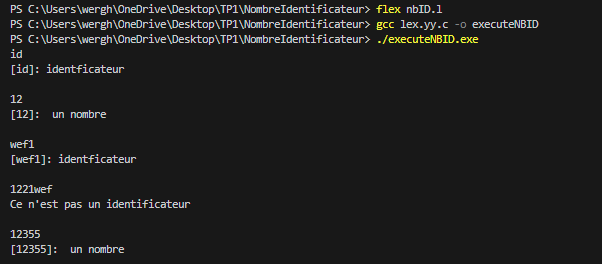 PS C:\Users\wergh\OneDrive\Desktop\TP1\NombreIdentificateur> flex nbID.l
PS C:\Users\wergh\OneDrive\Desktop\TP1\NombreIdentificateur> gcc lex.yy.c -o executeNBID
PS C:\Users\wergh\OneDrive\Desktop\TP1\NombreIdentificateur> ./executeNBID.exe
id
[id]: identficateur
12
[12]:  un nombre
wef1
[wef1]: identficateur
1221wef
Ce n'est pas un identificateur
12355
[12355]:  un nombre